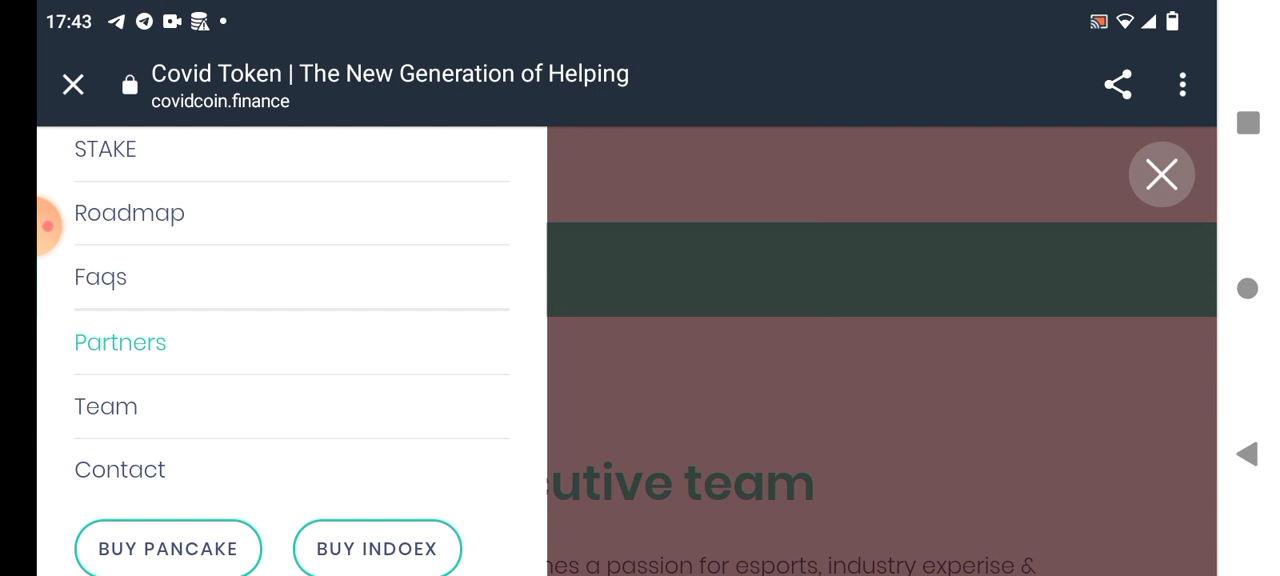 17:43
Covid Token | The New Generation of Helping
covidcoin.finance
STAKE
Roadmap
Faqs
Partners
Team
Contact
utive team
BUY PANCAKE
BUY INDOEX
a passion for esports, industry experise &